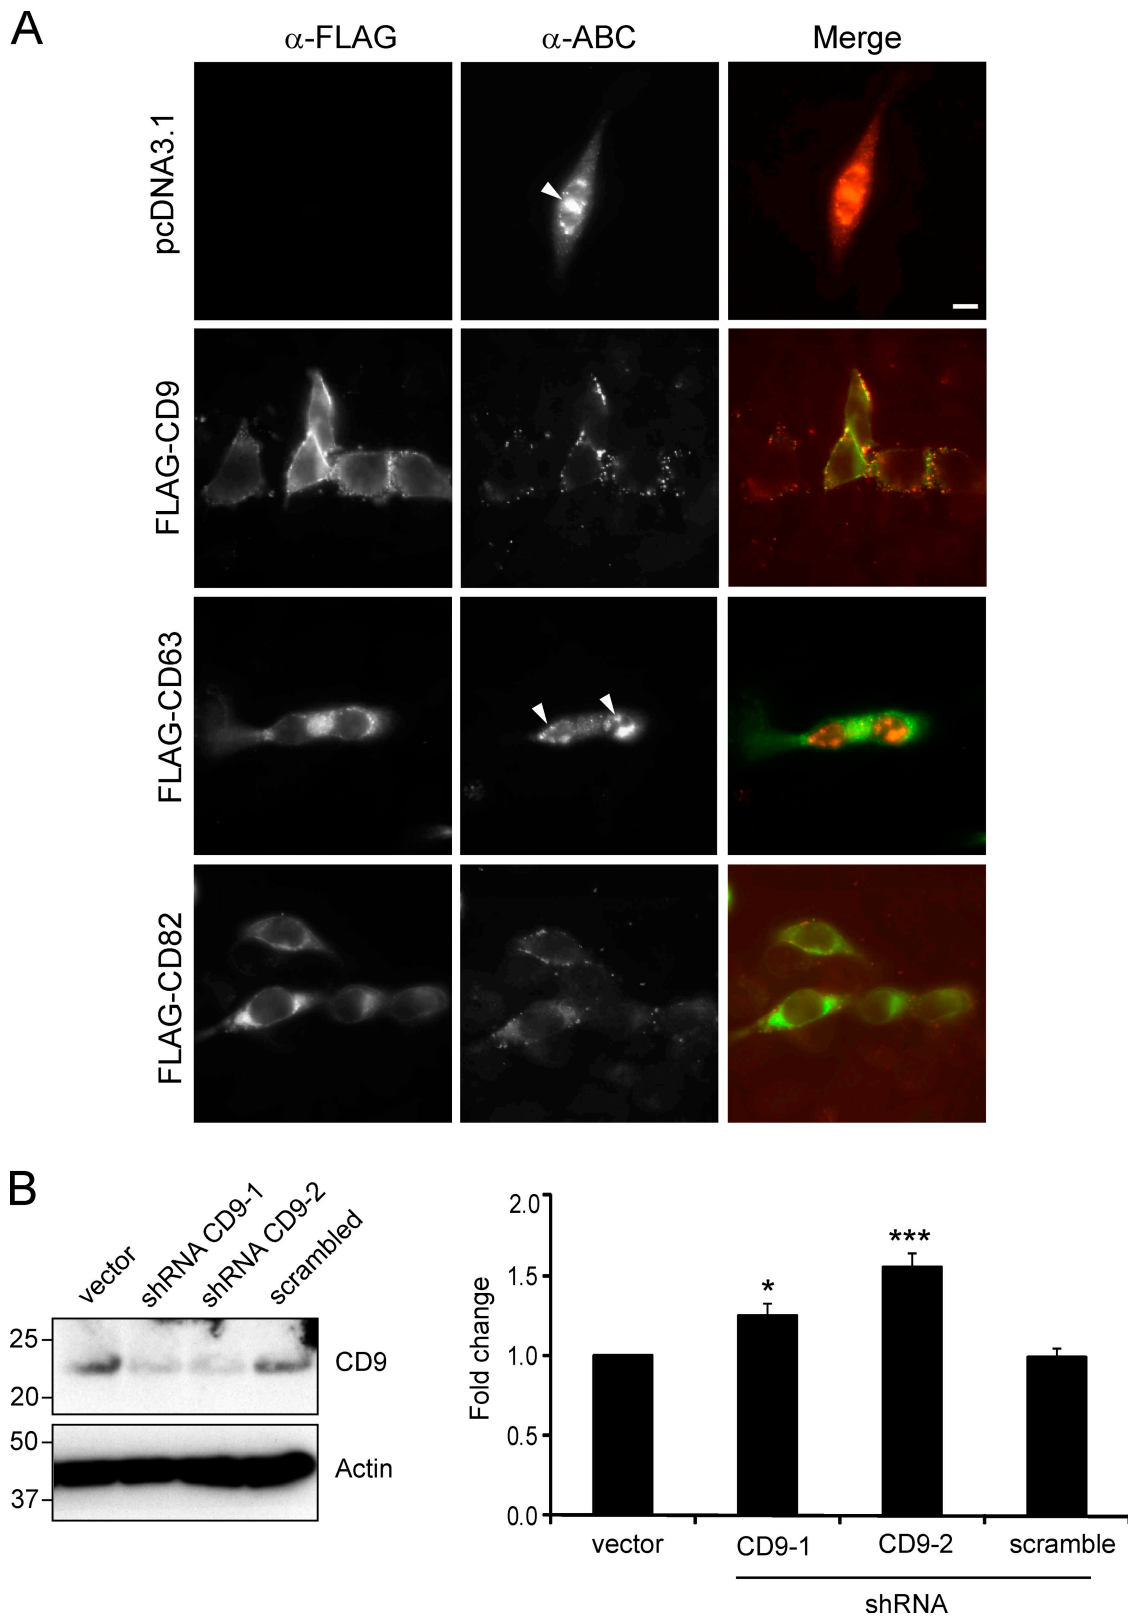 A
α-FLAG α-ABC Merge
pcDNA3.1
FLAG-CD9
FLAG-CD63
FLAG-CD82
B
vector shRNA CD9-1 shRNA CD9-2 scrambled
25
CD9
20
50
Actin
37
Fold change
2.0
1.5
1.0
0.5
0.0
*
***
vector CD9-1 CD9-2 scramble
shRNA